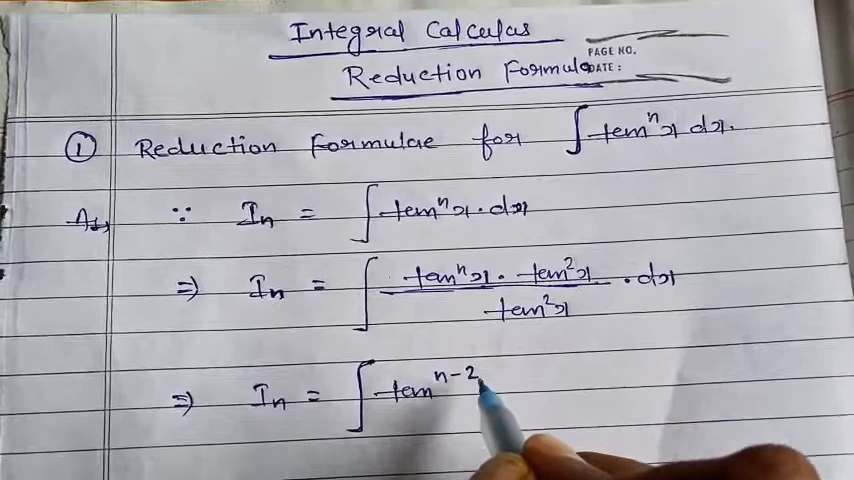 Integral Calculus
PAGE NO.
Reduction Formula
DATE :
① Reduction Formulae for ∫ tanⁿx dx.
Ans ∵ Iₙ = ∫ tanⁿx . dx
⇒ Iₙ = ∫ (tanⁿx . tan²x) / tan²x . dx
⇒ Iₙ = ∫ tanⁿ⁻²